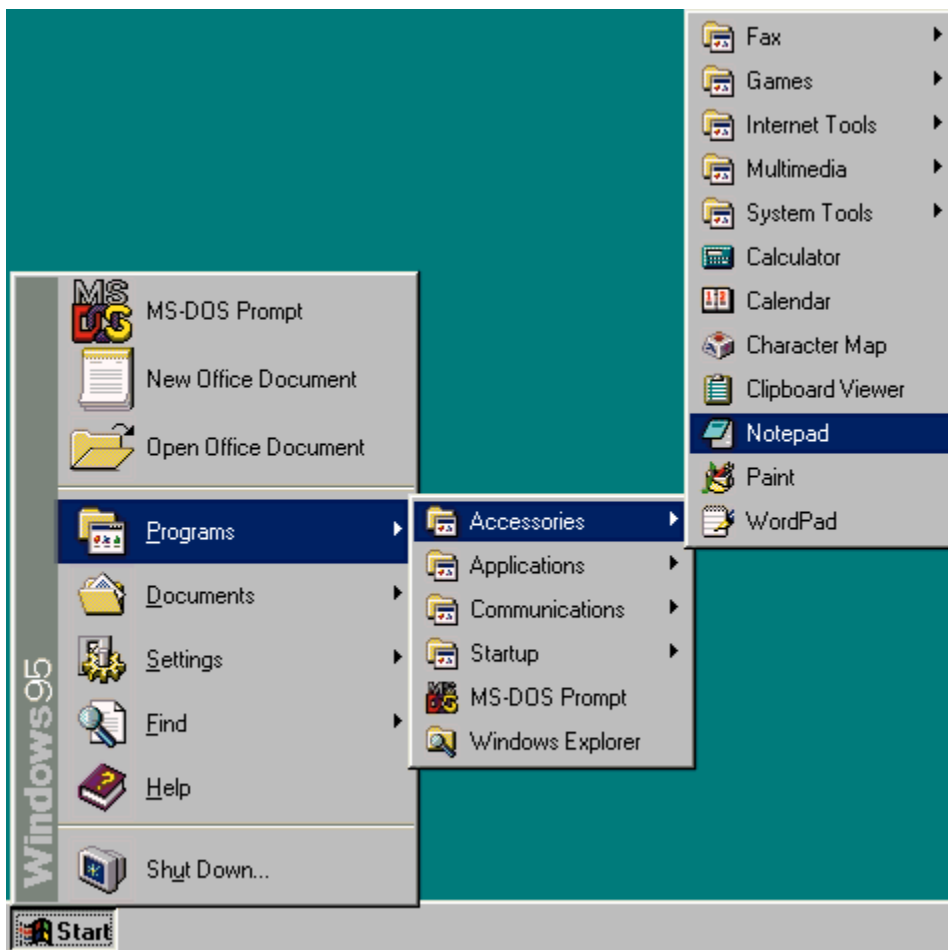 Fax
Games
Internet Tools
Multimedia
System Tools
Calculator
Calendar
Character Map
Clipboard Viewer
Notepad
Paint
WordPad
MS-DOS Prompt
New Office Document
Open Office Document
Programs
Documents
Settings
Find
Help
Shut Down...
Accessories
Applications
Communications
Startup
MS-DOS Prompt
Windows Explorer
Windows95
Start